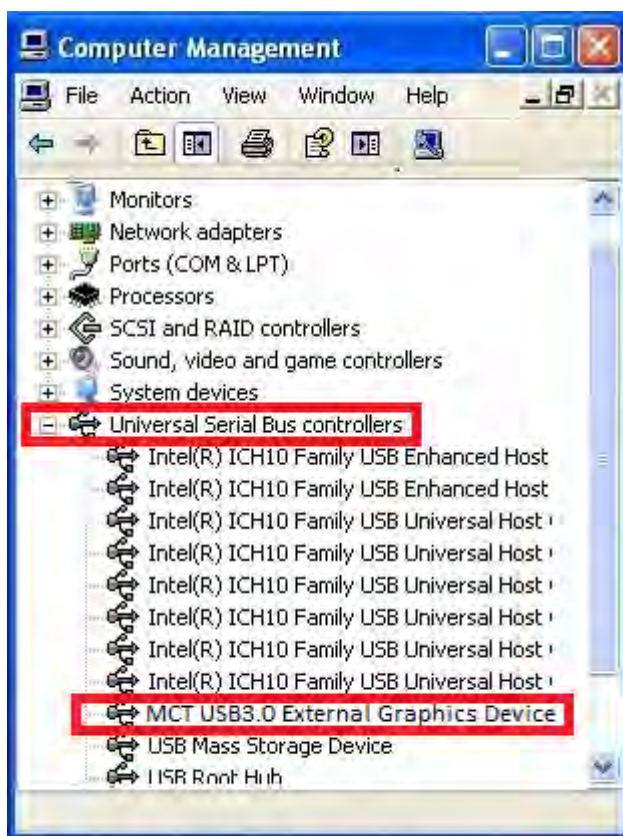 Computer Management
File Action View Window Help
Monitors
Network adapters
Ports (COM & LPT)
Processors
SCSI and RAID controllers
Sound, video and game controllers
System devices
Universal Serial Bus controllers
Intel(R) ICH10 Family USB Enhanced Host
Intel(R) ICH10 Family USB Enhanced Host
Intel(R) ICH10 Family USB Universal Host
Intel(R) ICH10 Family USB Universal Host
Intel(R) ICH10 Family USB Universal Host
Intel(R) ICH10 Family USB Universal Host
Intel(R) ICH10 Family USB Universal Host
Intel(R) ICH10 Family USB Universal Host
MCT USB3.0 External Graphics Device
USB Mass Storage Device
USB Root Hub